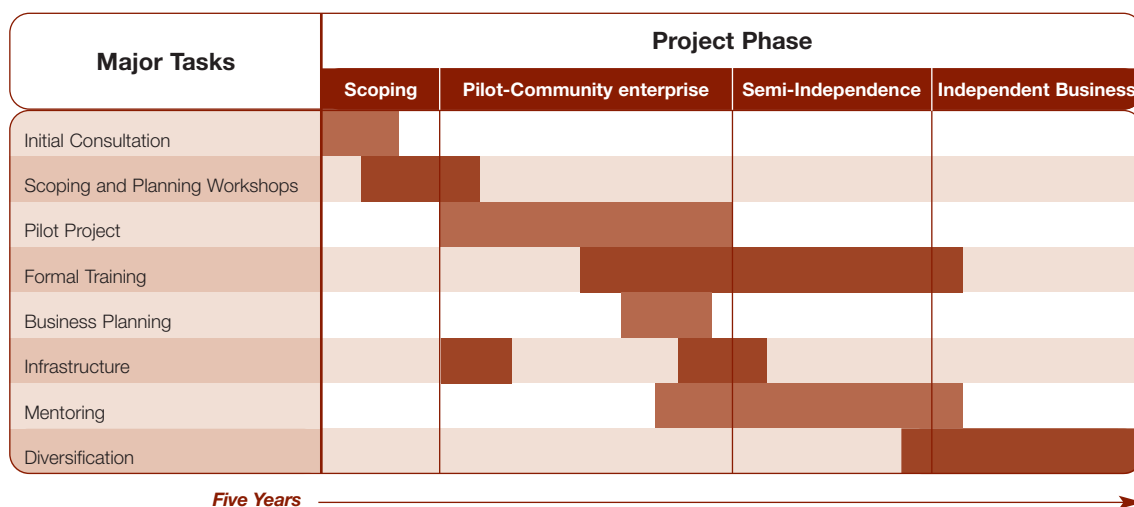 Major Tasks
Project Phase
Scoping
Pilot-Community enterprise
Semi-Independence
Independent Business
Initial Consultation
Scoping and Planning Workshops
Pilot Project
Formal Training
Business Planning
Infrastructure
Mentoring
Diversification
Five Years